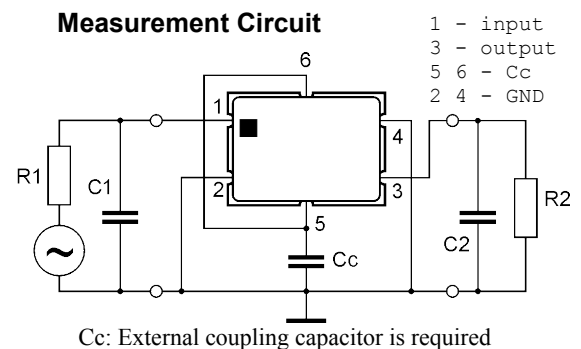 Measurement Circuit
1 - input
3 - output
5 6 - Cc
2 4 - GND
6
1
4
R1
C1
2
3
R2
5
C2
Cc
~
Cc: External coupling capacitor is required